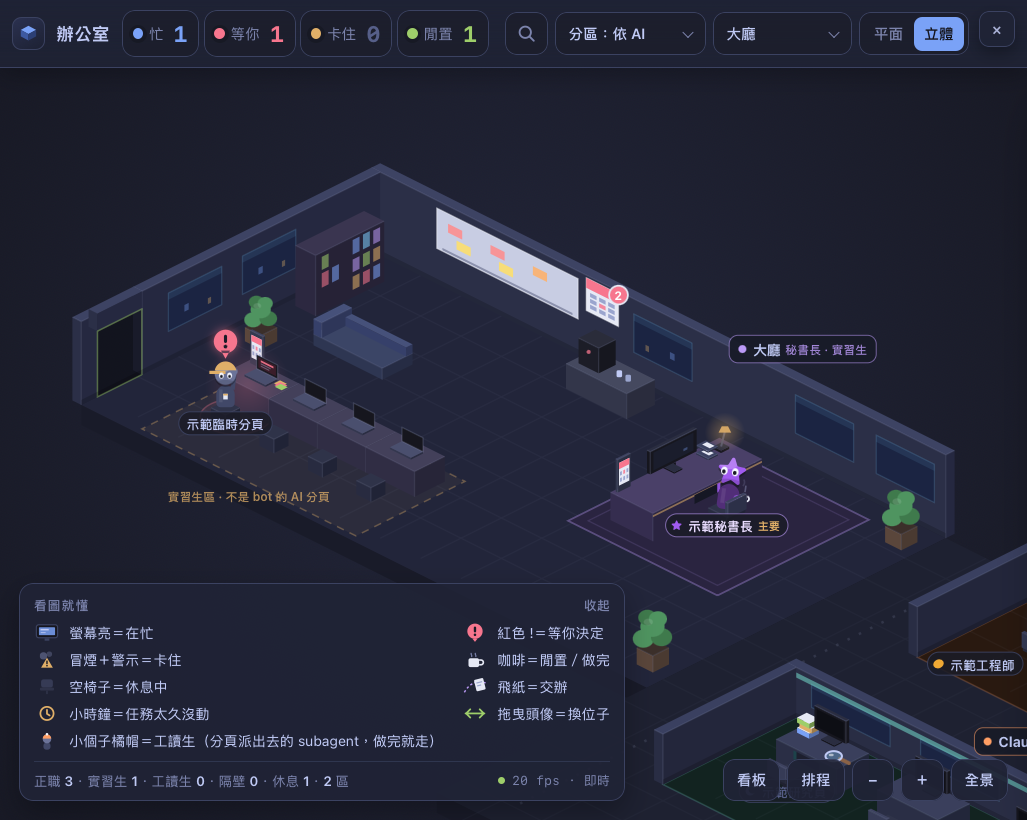 辦公室
忙 1
等你 1
卡住 0
閒置 1
分區：依 AI
大廳
平面
立體
×
2
大廳 秘書長 · 實習生
示範臨時分頁
實習生區 · 不是 bot 的 AI 分頁
示範秘書長 主要
示範工程師
Clau
看圖就懂
收起
螢幕亮＝在忙
紅色 !＝等你決定
冒煙＋警示＝卡住
咖啡＝閒置 / 做完
空椅子＝休息中
飛紙＝交辦
小時鐘＝任務太久沒動
拖曳頭像＝換位子
小個子橘帽＝工讀生（分頁派出去的 subagent，做完就走）
正職 3 · 實習生 1 · 工讀生 0 · 隔壁 0 · 休息 1 · 2 區
20 fps · 即時
看板
排程
−
+
全景